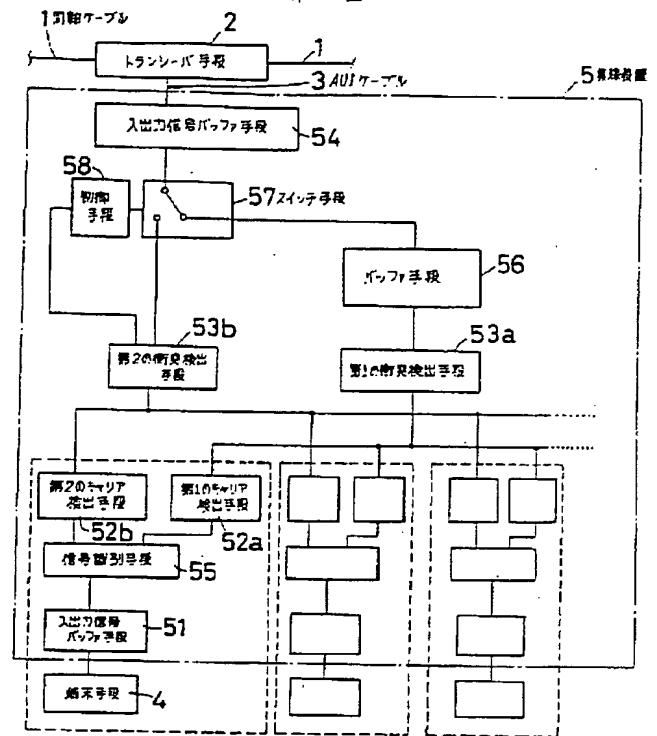 1 同軸ケーブル
2
トランシーバ手段
1
3 AUIケーブル
5 集線装置
入出力信号バッファ手段
54
58
制御
手段
57 スイッチ手段
バッファ手段
56
53b
第2の衝突検出
手段
53a
第1の衝突検出手段
第2のキャリア
検出手段
52b
第1のキャリア
検出手段
52a
信号識別手段
55
入出力信号
バッファ手段
51
端末手段
4